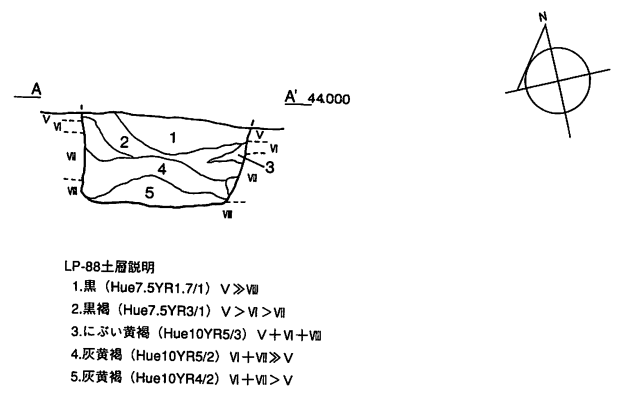 N
A
A' 44.000
Ⅴ
Ⅵ
Ⅶ
Ⅷ
1
2
3
4
5
Ⅴ
Ⅵ
Ⅶ
Ⅷ
LP-88土層説明
1.黒（Hue7.5YR1.7/1）Ⅴ≫Ⅷ
2.黒褐（Hue7.5YR3/1）Ⅴ＞Ⅵ＞Ⅶ
3.にぶい黄褐（Hue10YR5/3）Ⅴ＋Ⅵ＋Ⅷ
4.灰黄褐（Hue10YR5/2）Ⅵ＋Ⅶ≫Ⅴ
5.灰黄褐（Hue10YR4/2）Ⅵ＋Ⅶ＞Ⅴ